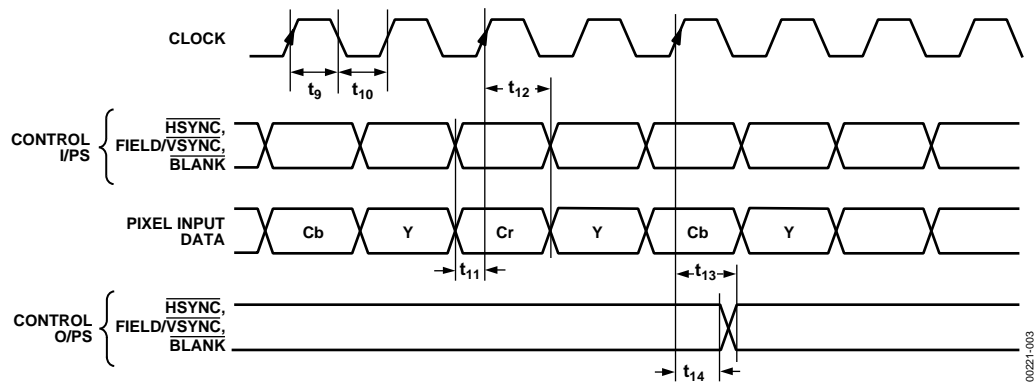 CLOCK
t9
t10
t12
CONTROL
I/PS
HSYNC,
FIELD/VSYNC,
BLANK
PIXEL INPUT
DATA
Cb
Y
Cr
Y
Cb
Y
t11
t13
CONTROL
O/PS
HSYNC,
FIELD/VSYNC,
BLANK
t14
00221-003